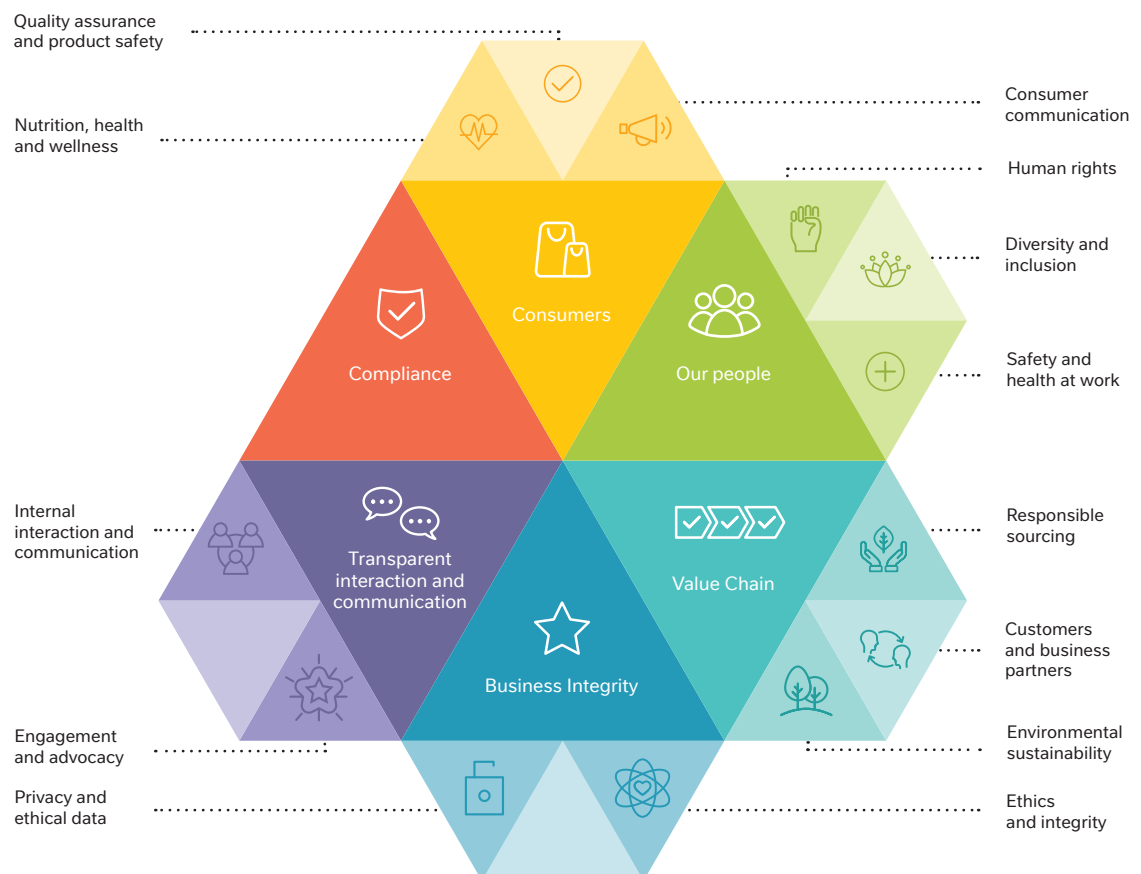 Quality assurance
and product safety
Nutrition, health
and wellness
Consumer
communication
Human rights
Diversity and
inclusion
Safety and
health at work
Consumers
Compliance
Our people
Internal
interaction and
communication
Transparent
interaction and
communication
Value Chain
Business Integrity
Responsible
sourcing
Customers
and business
partners
Environmental
sustainability
Engagement
and advocacy
Privacy and
ethical data
Ethics
and integrity